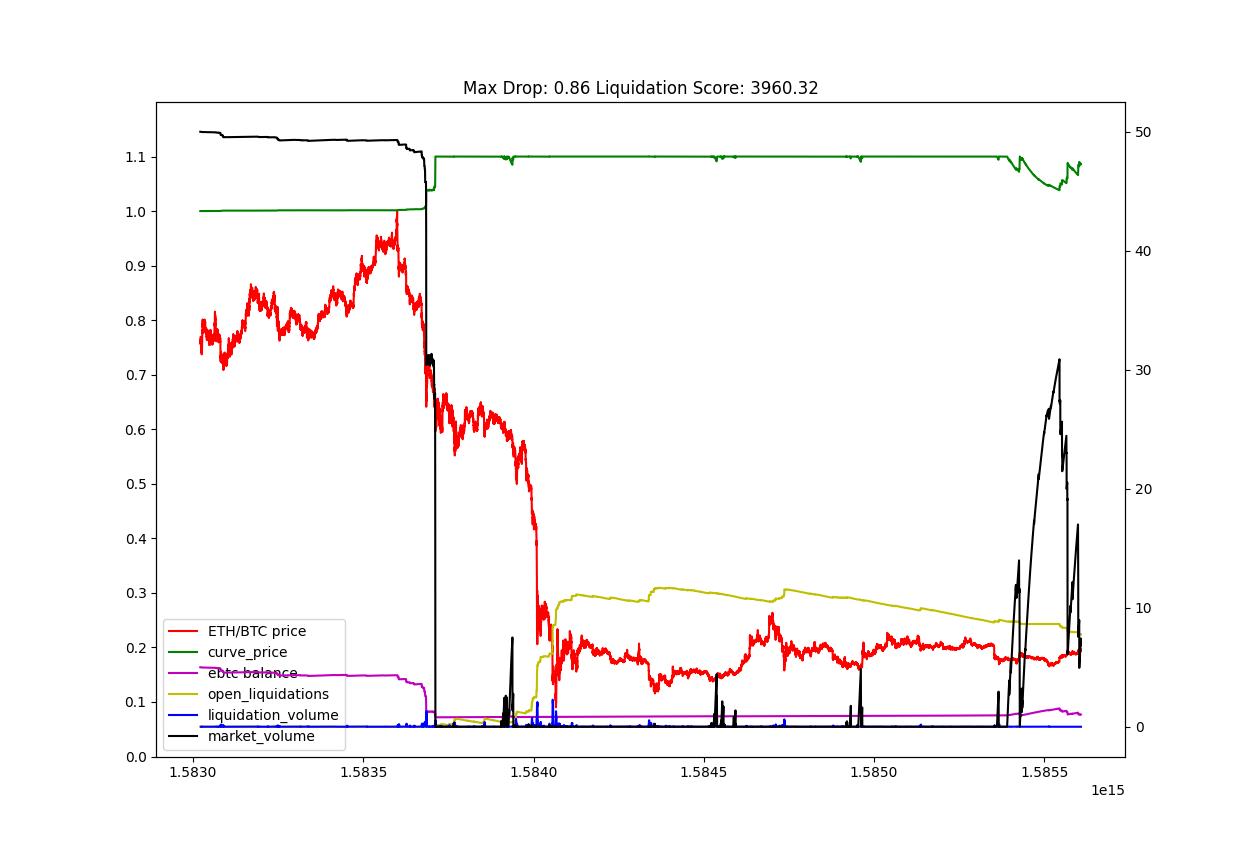 Max Drop: 0.86 Liquidation Score: 3960.32
1.1
1.0
0.9
0.8
0.7
0.6
0.5
0.4
0.3
0.2
0.1
0.0
50
40
30
20
10
0
ETH/BTC price
curve_price
ebtc balance
open_liquidations
liquidation_volume
market_volume
1.5830 1.5835 1.5840 1.5845 1.5850 1.5855
1e15